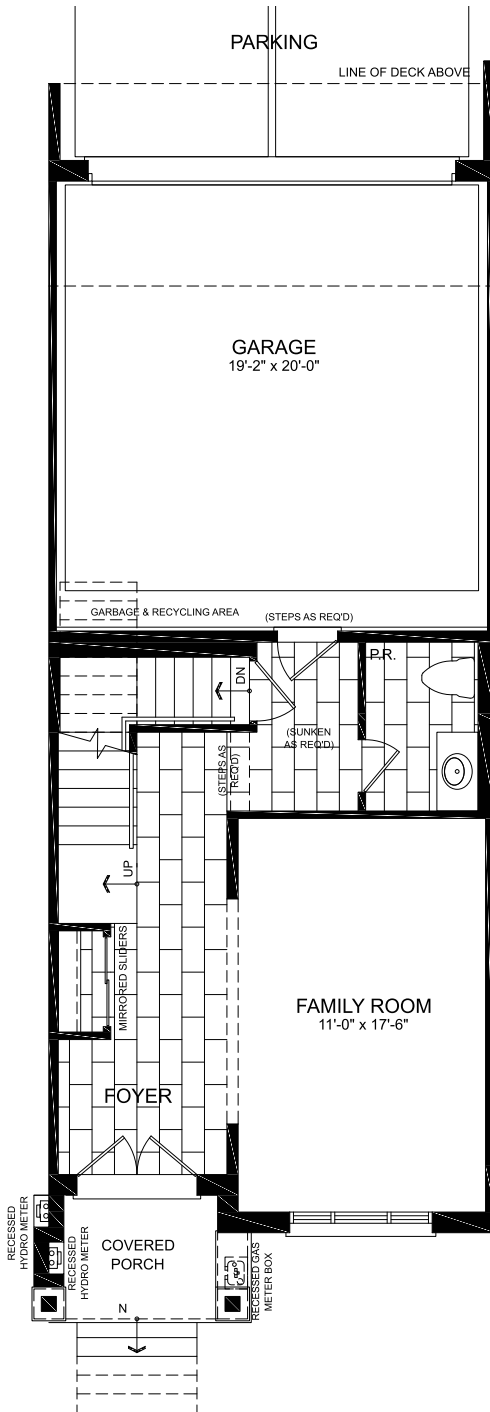 PARKING
LINE OF DECK ABOVE
GARAGE
19'-2" x 20'-0"
GARBAGE & RECYCLING AREA
(STEPS AS REQ'D)
P.R.
DN
(SUNKEN
AS REQ'D)
(STEPS AS
REQ'D)
UP
MIRRORED SLIDERS
FAMILY ROOM
11'-0" x 17'-6"
FOYER
RECESSED
HYDRO METER
RECESSED
HYDRO METER
COVERED
PORCH
RECESSED GAS
METER BOX
N